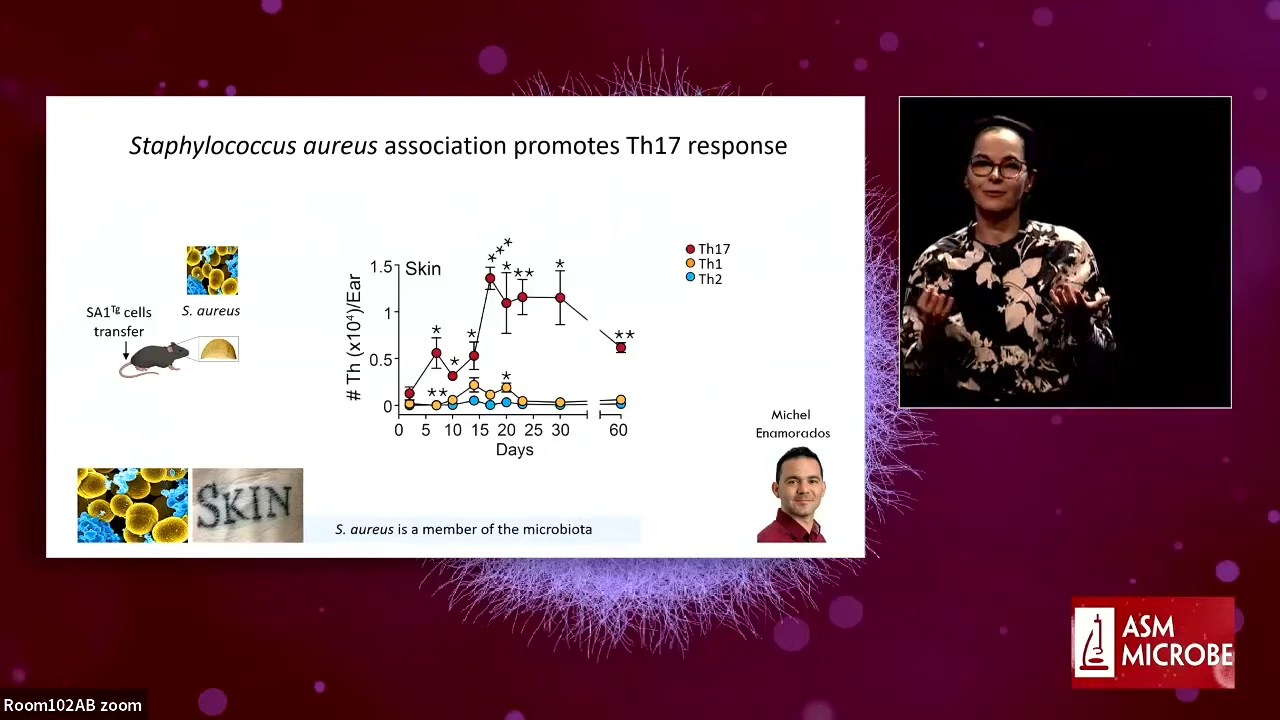 Staphylococcus aureus association promotes Th17 response
SA1Tg cells
transfer
S. aureus
# Th (x10⁴)/Ear
Skin
1.5
1
0.5
0
0 5 10 15 20 25 30 60
Days
Th17
Th1
Th2
Michel
Enamorados
SKIN
S. aureus is a member of the microbiota
ASM
MICROBE
Room102AB zoom